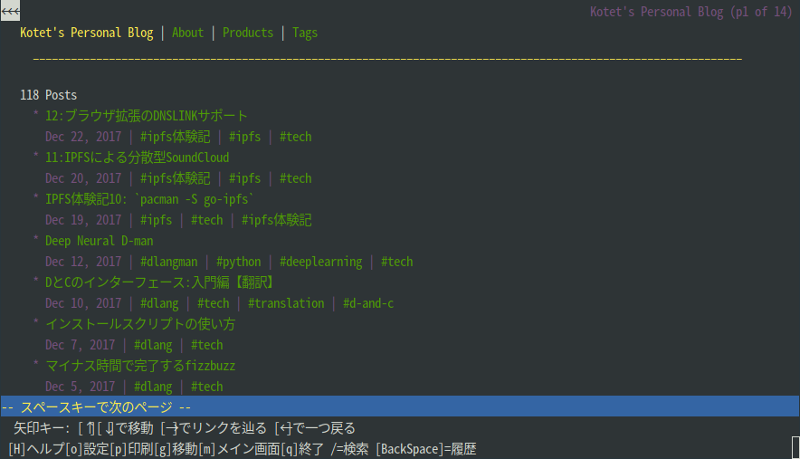 <<<
Kotet's Personal Blog (p1 of 14)
Kotet's Personal Blog | About | Products | Tags
118 Posts
* 12:ブラウザ拡張のDNSLINKサポート
Dec 22, 2017 | #ipfs体験記 | #ipfs | #tech
* 11:IPFSによる分散型SoundCloud
Dec 20, 2017 | #ipfs体験記 | #ipfs | #tech
* IPFS体験記10: `pacman -S go-ipfs`
Dec 19, 2017 | #ipfs | #tech | #ipfs体験記
* Deep Neural D-man
Dec 12, 2017 | #dlangman | #python | #deeplearning | #tech
* DとCのインターフェース:入門編【翻訳】
Dec 10, 2017 | #dlang | #tech | #translation | #d-and-c
* インストールスクリプトの使い方
Dec 7, 2017 | #dlang | #tech
* マイナス時間で完了するfizzbuzz
Dec 5, 2017 | #dlang | #tech
-- スペースキーで次のページ --
矢印キー: [↑][↓]で移動 [→]でリンクを辿る [←]で一つ戻る
[H]ヘルプ[o]設定[p]印刷[g]移動[m]メイン画面[q]終了 /=検索 [BackSpace]=履歴